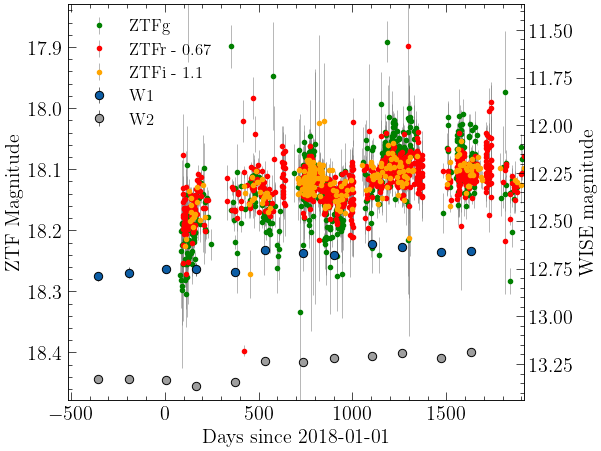 ZTFg
ZTFr - 0.67
ZTFi - 1.1
W1
W2
17.9
18.0
18.1
18.2
18.3
18.4
ZTF Magnitude
11.50
11.75
12.00
12.25
12.50
12.75
13.00
13.25
WISE magnitude
−500
0
500
1000
1500
Days since 2018-01-01